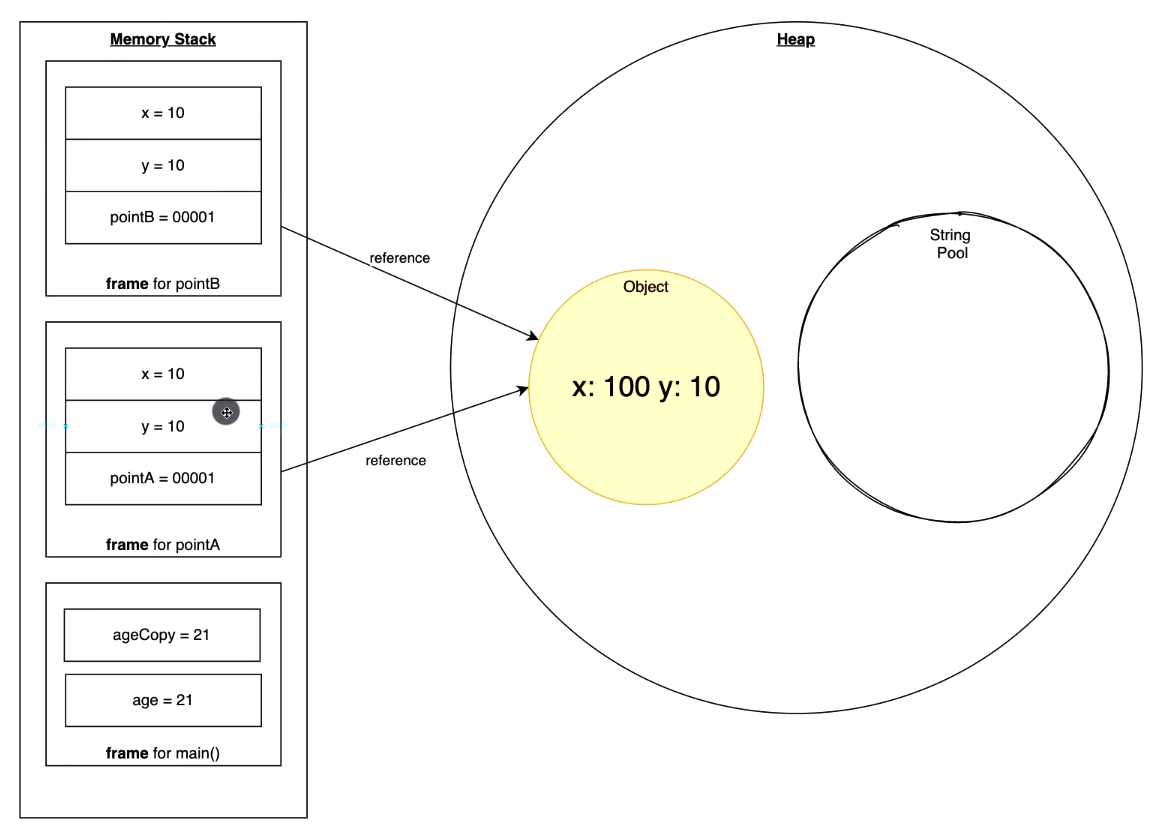 Memory Stack
x = 10
y = 10
pointB = 00001
frame for pointB
x = 10
y = 10
pointA = 00001
frame for pointA
ageCopy = 21
age = 21
frame for main()
reference
reference
Heap
Object
x: 100 y: 10
String
Pool